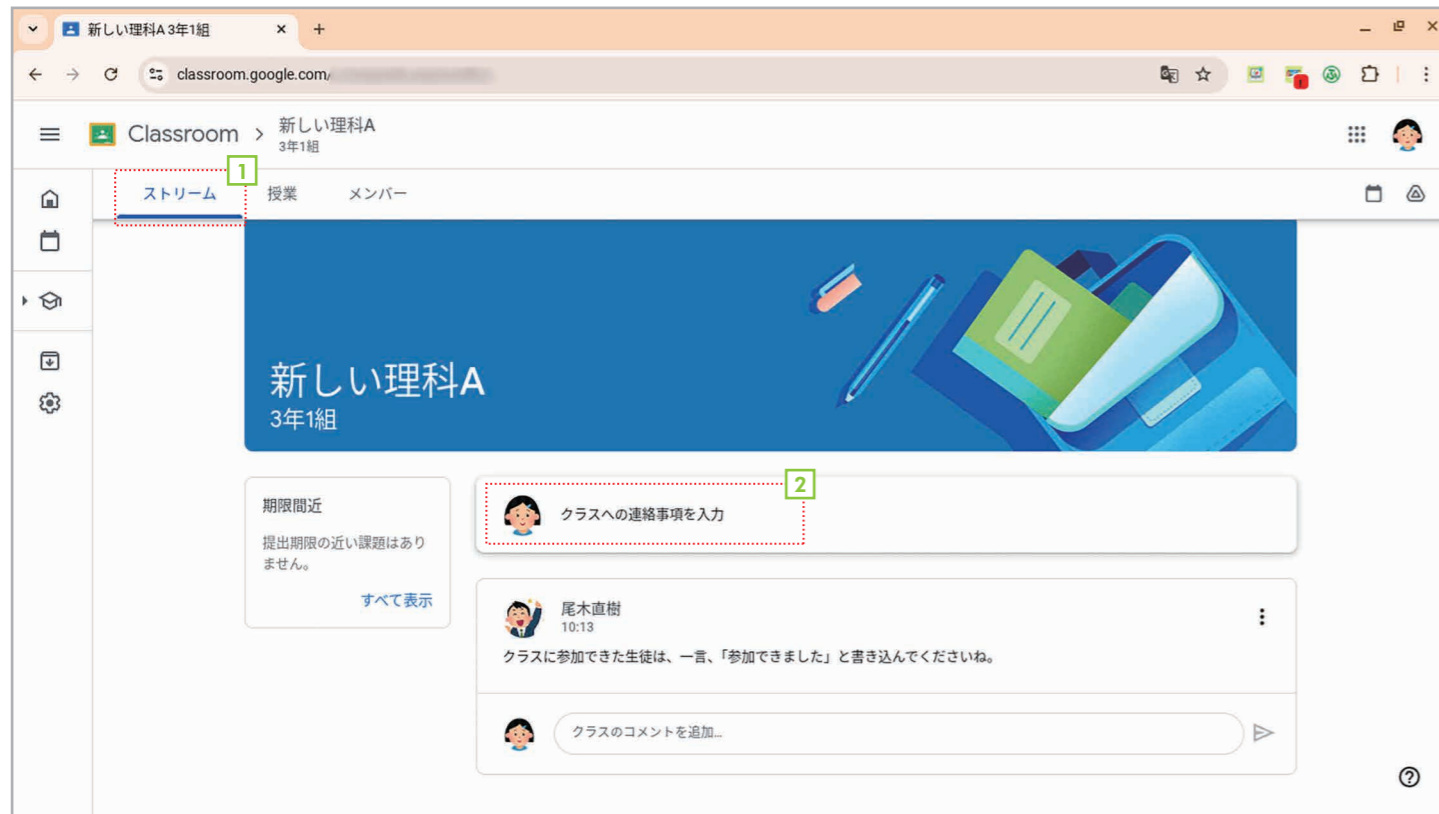 新しい理科A 3年1組
classroom.google.com/
Classroom > 新しい理科A
3年1組
1
ストリーム 授業 メンバー
新しい理科A
3年1組
2
期限間近
提出期限の近い課題はあり
ません。
すべて表示
クラスへの連絡事項を入力
尾木直樹
10:13
クラスに参加できた生徒は、一言、「参加できました」と書き込んでくださいね。
クラスのコメントを追加...